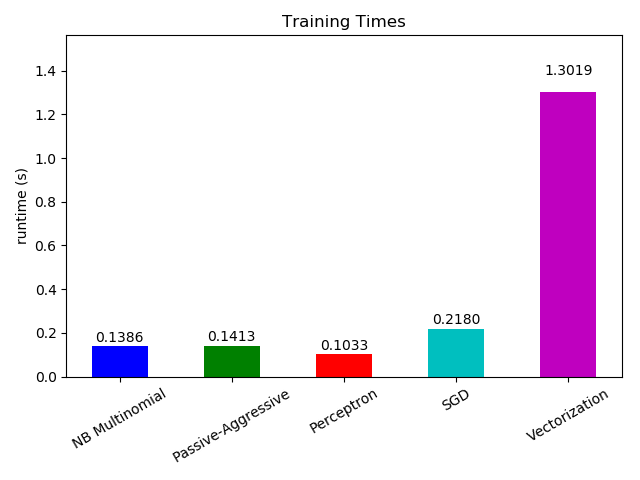 Training Times
runtime (s)
1.4
1.2
1.0
0.8
0.6
0.4
0.2
0.0
0.1386
0.1413
0.1033
0.2180
1.3019
NB Multinomial
Passive-Aggressive
Perceptron
SGD
Vectorization